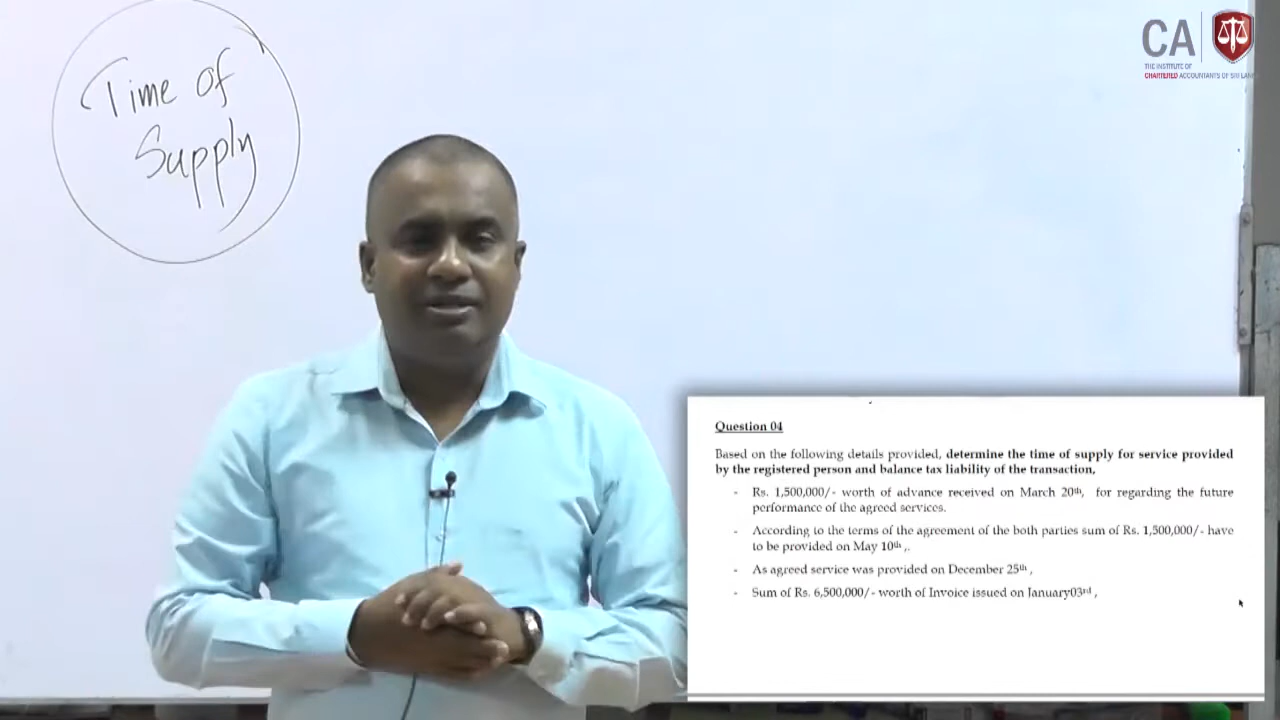 Time Of
Supply
CA
THE INSTITUTE OF
CHARTERED ACCOUNTANTS OF SRI LANKA
Question 04
Based on the following details provided, determine the time of supply for service provided
by the registered person and balance tax liability of the transaction,
- Rs. 1,500,000/- worth of advance received on March 20th, for regarding the future
performance of the agreed services.
- According to the terms of the agreement of the both parties sum of Rs. 1,500,000/- have
to be provided on May 10th ,.
- As agreed service was provided on December 25th ,
- Sum of Rs. 6,500,000/- worth of Invoice issued on January03rd ,